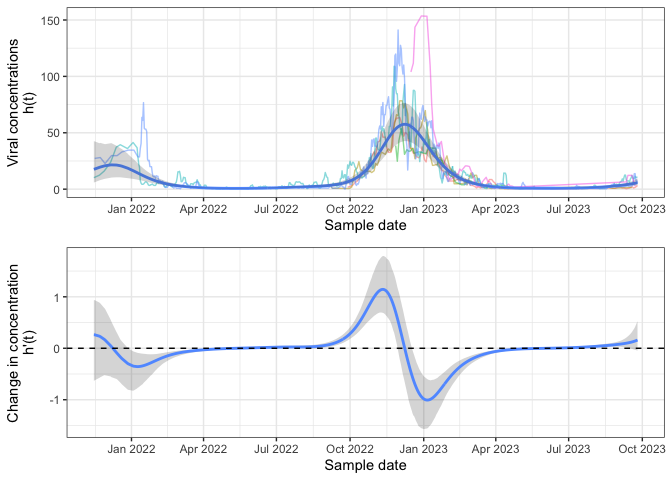 150
100
50
0
Viral concentrations
h(t)
Jan 2022 Apr 2022 Jul 2022 Oct 2022 Jan 2023 Apr 2023 Jul 2023 Oct 2023
Sample date
1
0
-1
Change in concentration
h'(t)
Jan 2022 Apr 2022 Jul 2022 Oct 2022 Jan 2023 Apr 2023 Jul 2023 Oct 2023
Sample date